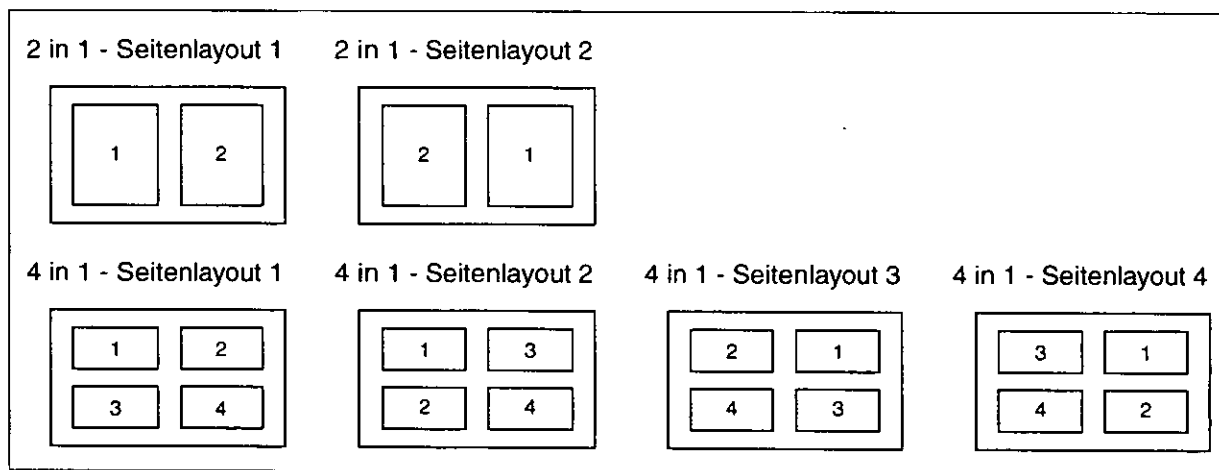 2 in 1 - Seitenlayout 1 2 in 1 - Seitenlayout 2
1 2 2 1
4 in 1 - Seitenlayout 1 4 in 1 - Seitenlayout 2 4 in 1 - Seitenlayout 3 4 in 1 - Seitenlayout 4
1 2 1 3 2 1 3 1
3 4 2 4 4 3 4 2